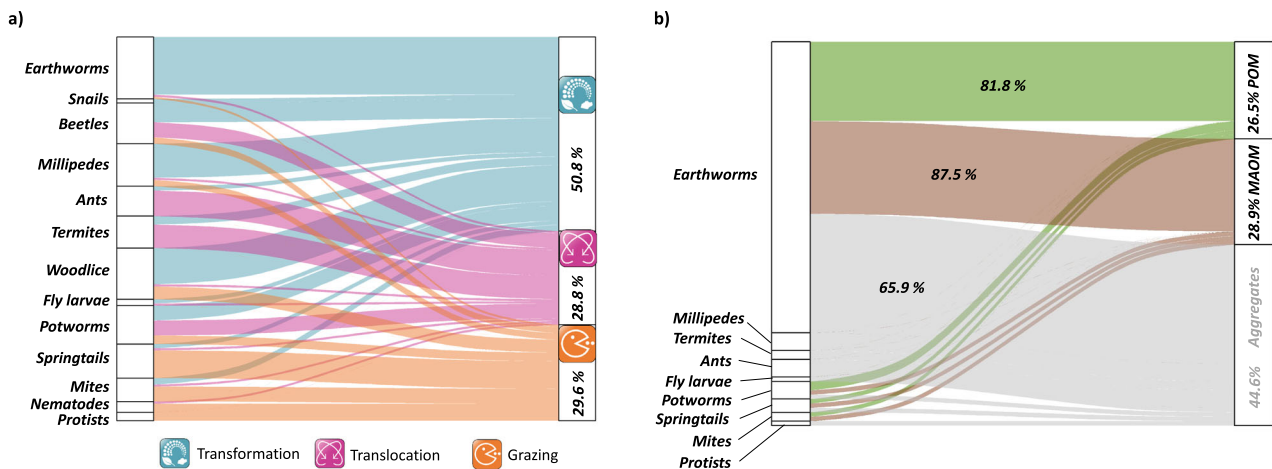 a)
Earthworms
Snails
Beetles
Millipedes
Ants
Termites
Woodlice
Fly larvae
Potworms
Springtails
Mites
Nematodes
Protists
50.8 %
28.8 %
29.6 %
Transformation
Translocation
Grazing
b)
Earthworms
Millipedes
Termites
Ants
Fly larvae
Potworms
Springtails
Mites
Protists
81.8 %
87.5 %
65.9 %
26.5% POM
28.9% MAOM
44.6% Aggregates